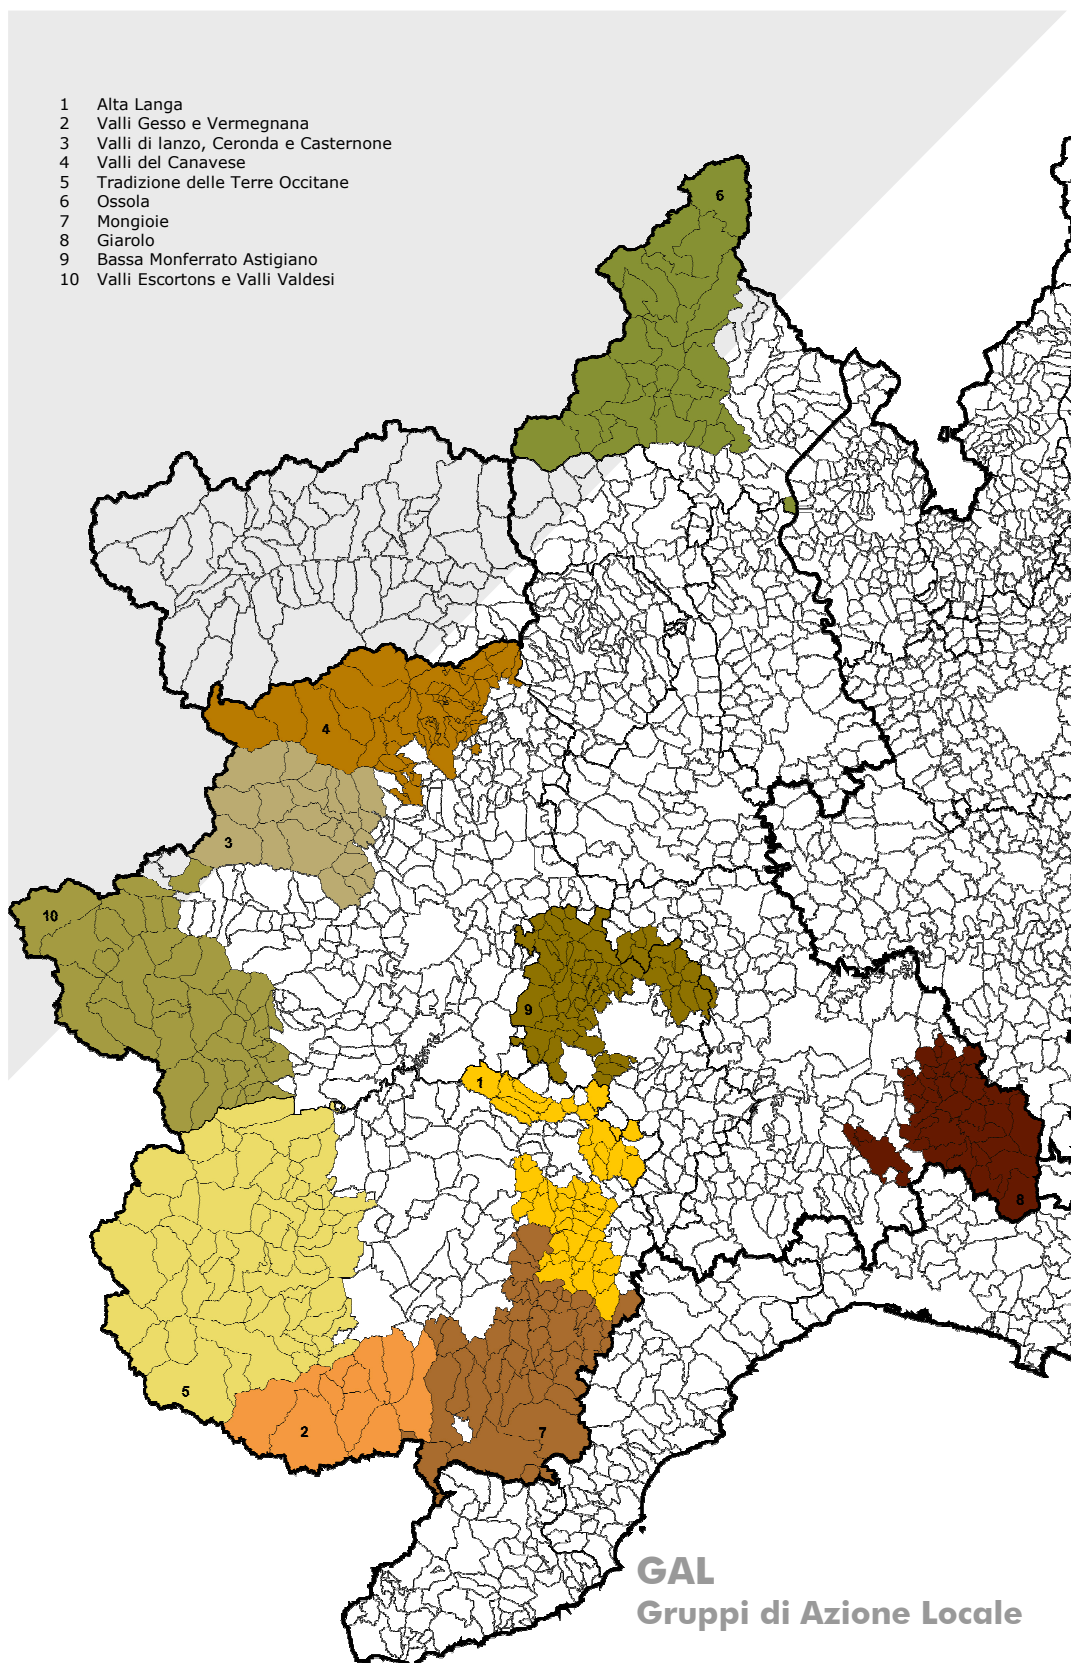 1 Alta Langa
2 Valli Gesso e Vermegnana
3 Valli di lanzo, Ceronda e Casternone
4 Valli del Canavese
5 Tradizione delle Terre Occitane
6 Ossola
7 Mongioie
8 Giarolo
9 Bassa Monferrato Astigiano
10 Valli Escortons e Valli Valdesi
6
4
3
10
9
1
8
5
2
7
GAL
Gruppi di Azione Locale